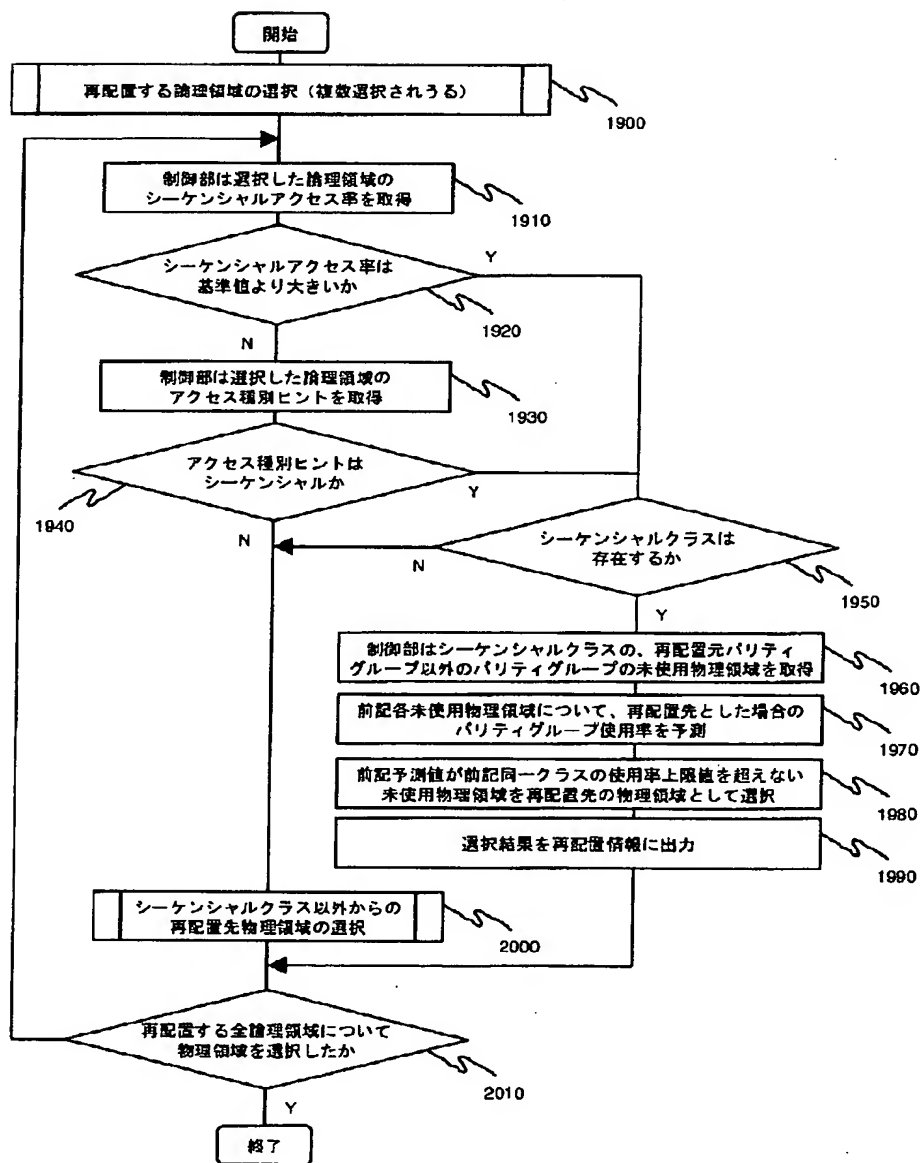 開始
再配置する論理領域の選択（複数選択されうる）
1900
制御部は選択した論理領域の
シーケンシャルアクセス率を取得
1910
シーケンシャルアクセス率は
基準値より大きいか
Y
1920
N
制御部は選択した論理領域の
アクセス種別ヒントを取得
1930
アクセス種別ヒントは
シーケンシャルか
Y
1940
N
シーケンシャルクラスは
存在するか
N
1950
Y
制御部はシーケンシャルクラスの、再配置元パリティ
グループ以外のパリティグループの未使用物理領域を取得
1960
前記各未使用物理領域について、再配置先とした場合の
パリティグループ使用率を予測
1970
前記予測値が前記同一クラスの使用率上限値を超えない
未使用物理領域を再配置先の物理領域として選択
1980
選択結果を再配置情報に出力
1990
シーケンシャルクラス以外からの
再配置先物理領域の選択
2000
再配置する全論理領域について
物理領域を選択したか
2010
Y
終了